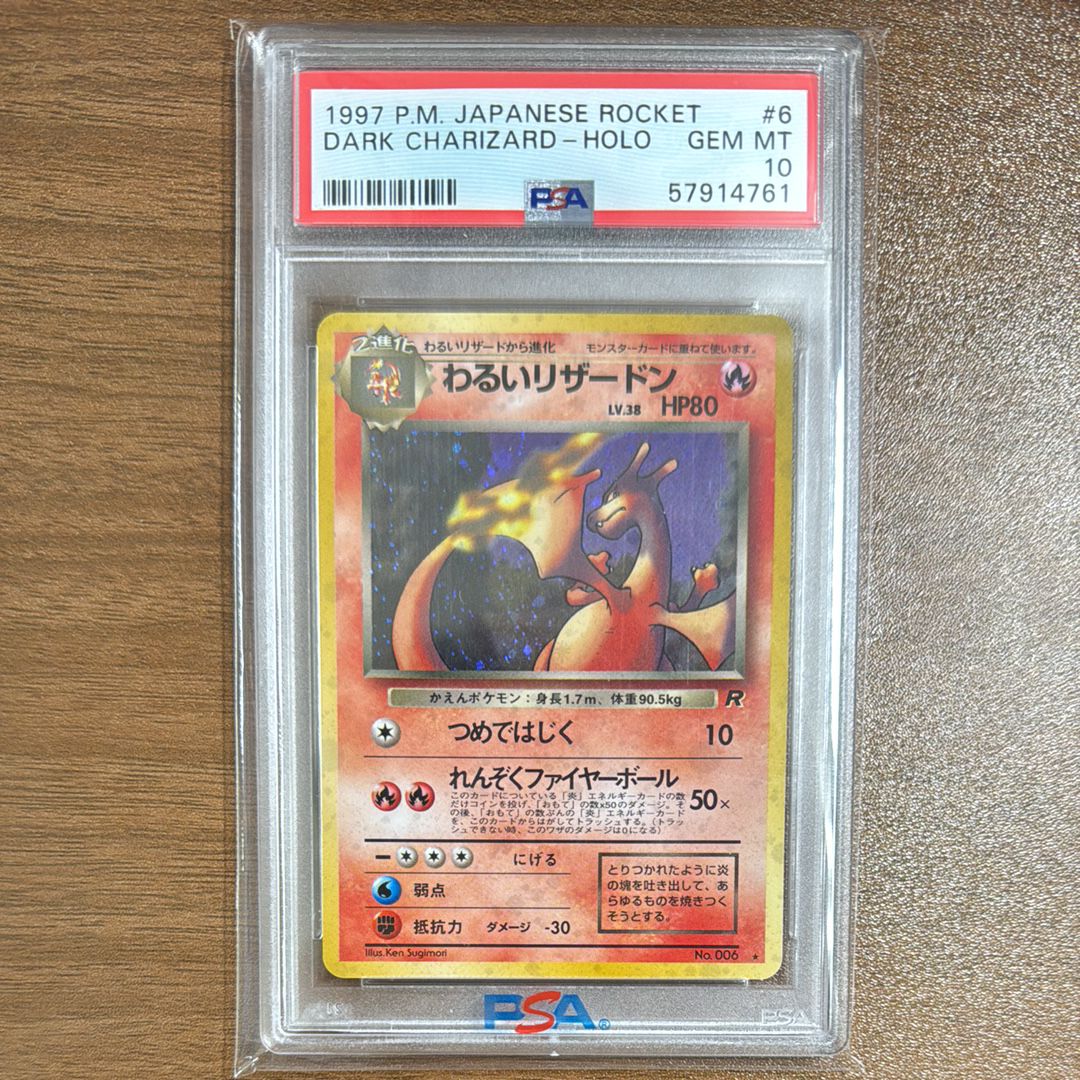 1997 P.M. JAPANESE ROCKET #6
DARK CHARIZARD - HOLO GEM MT
10
PSA 57914761
2進化 わるいリザードから進化 モンスターカードに重ねて使います。
わるいリザードン
LV.38 HP80
かえんポケモン：身長1.7m、体重90.5kg R
つめではじく 10
れんぞくファイヤーボール
このカードについている「炎」エネルギーカードの数
だけコインを投げ、「おもて」の数x50のダメージ。そ
の後、「おもて」の数ぶんの「炎」エネルギーカード
を、このカードからはがしてトラッシュする。（トラッ
シュできない時、このワザのダメージは0になる）
50×
にげる
弱点
抵抗力 ダメージ -30
とりつかれたように炎
の塊を吐き出して、あ
らゆるものを焼きつく
そうとする。
Illus.Ken Sugimori No.006 ★
PSA®
PSA